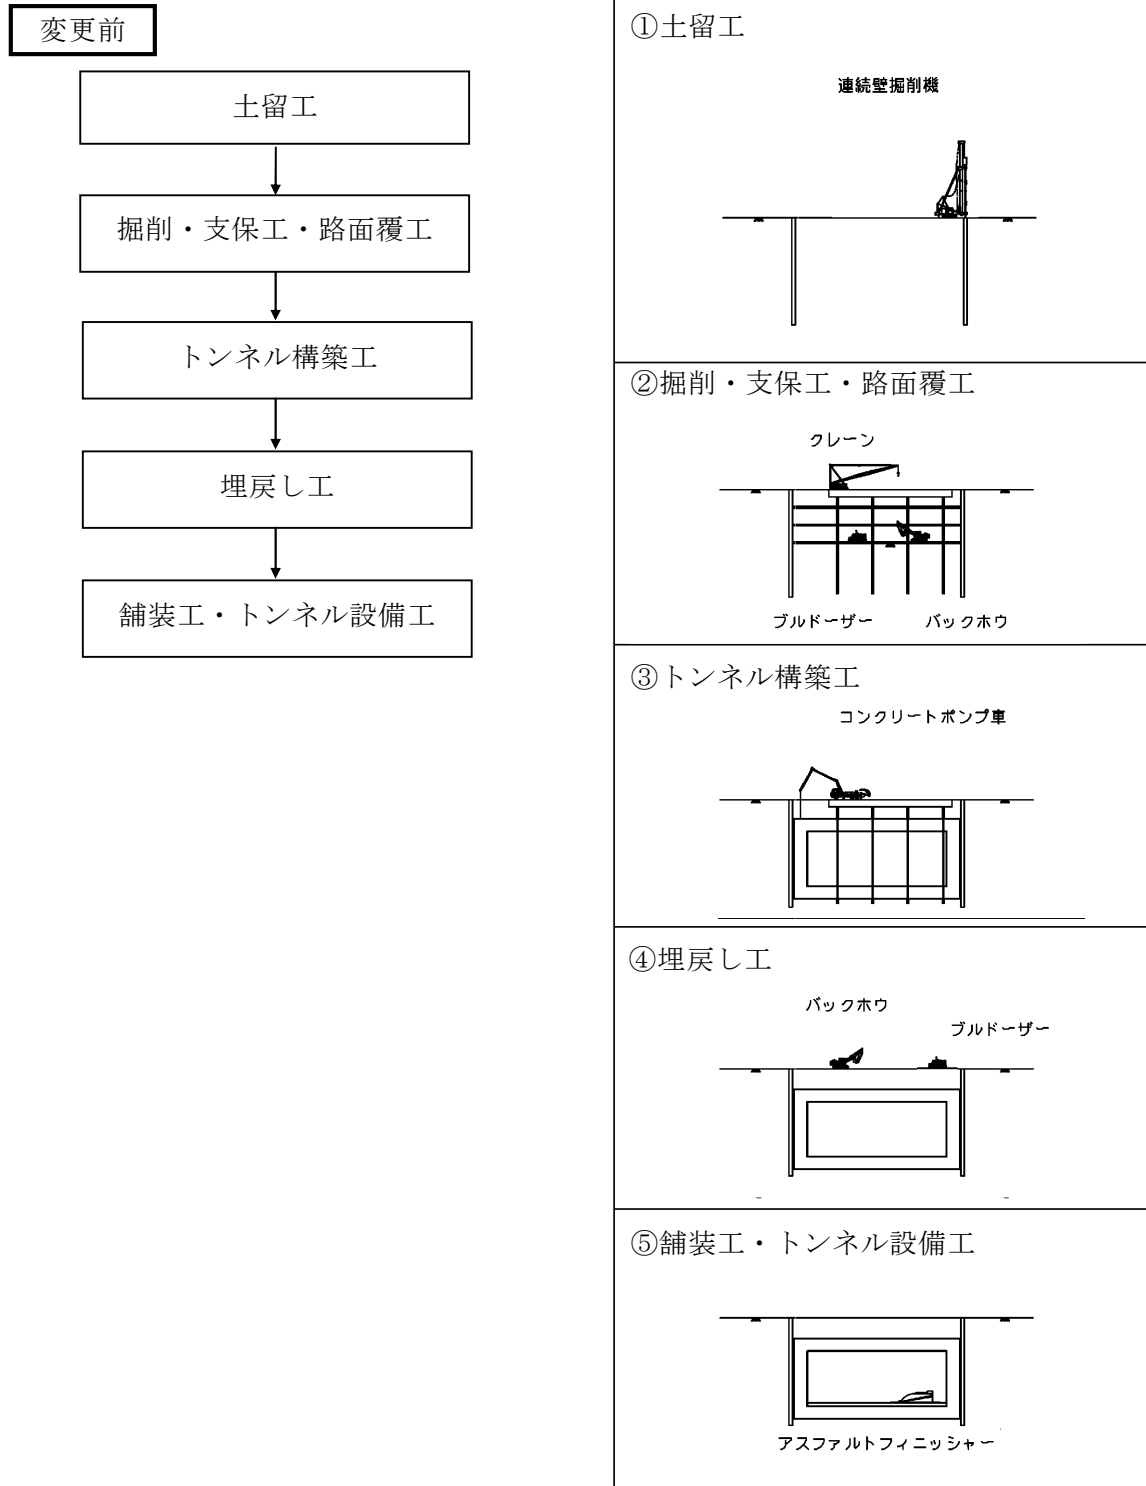 変更前
土留工
掘削・支保工・路面覆工
トンネル構築工
埋戻し工
舗装工・トンネル設備工
①土留工
連続壁掘削機
②掘削・支保工・路面覆工
クレーン
ブルドーザー
バックホウ
③トンネル構築工
コンクリートポンプ車
④埋戻し工
バックホウ
ブルドーザー
⑤舗装工・トンネル設備工
アスファルトフィニッシャー